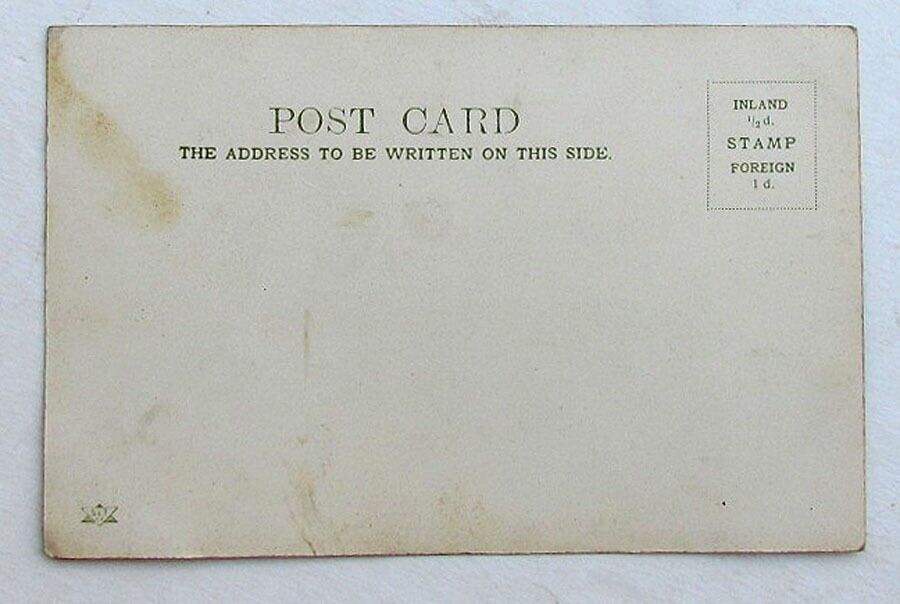 POST CARD
THE ADDRESS TO BE WRITTEN ON THIS SIDE.
INLAND
½ d.
STAMP
FOREIGN
1 d.